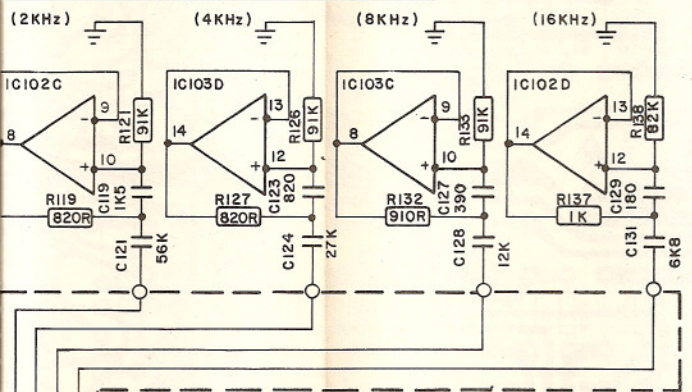 (2KHz)
(4KHz)
(8KHz)
(16KHz)
IC102C
IC103D
IC103C
IC102D
9
13
9
13
R121
91K
R126
91K
R133
91K
R138
82K
8
14
8
14
10
12
10
12
R119
820R
C119
1K5
R127
820R
C123
820
R132
910R
C127
390
R137
1K
C129
180
C121
56K
C124
27K
C128
12K
C131
6K8